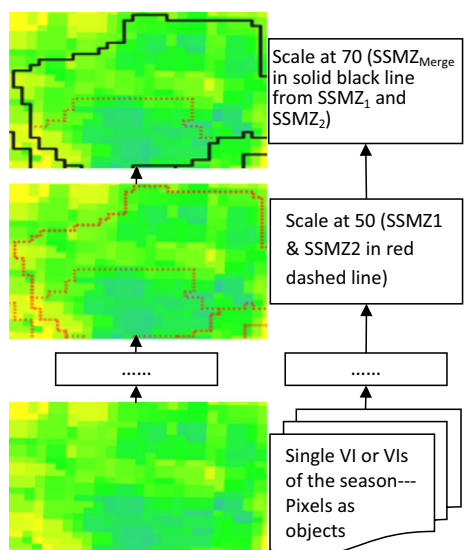 Scale at 70 (SSMZMerge
in solid black line
from SSMZ1 and
SSMZ2)
Scale at 50 (SSMZ1
& SSMZ2 in red
dashed line)
......
......
Single VI or VIs
of the season---
Pixels as
objects